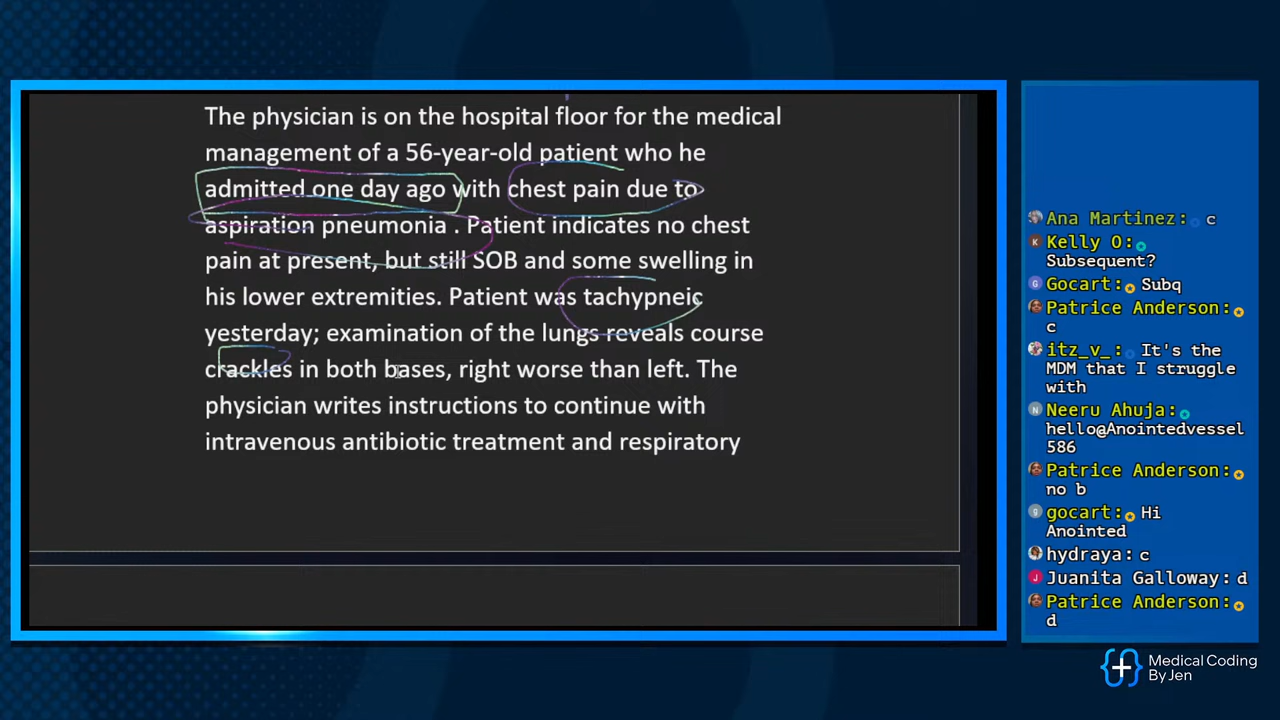 The physician is on the hospital floor for the medical
management of a 56-year-old patient who he
admitted one day ago with chest pain due to
aspiration pneumonia . Patient indicates no chest
pain at present, but still SOB and some swelling in
his lower extremities. Patient was tachypneic
yesterday; examination of the lungs reveals course
crackles in both bases, right worse than left. The
physician writes instructions to continue with
intravenous antibiotic treatment and respiratory
Ana Martinez: c
K Kelly O:
Subsequent?
G Gocart: Subq
Patrice Anderson:
c
itz_v_: It's the
MDM that I struggle
with
N Neeru Ahuja:
hello@Anointedvessel
586
Patrice Anderson:
no b
g gocart: Hi
Anointed
hydraya: c
J Juanita Galloway: d
Patrice Anderson:
d
Medical Coding
By Jen